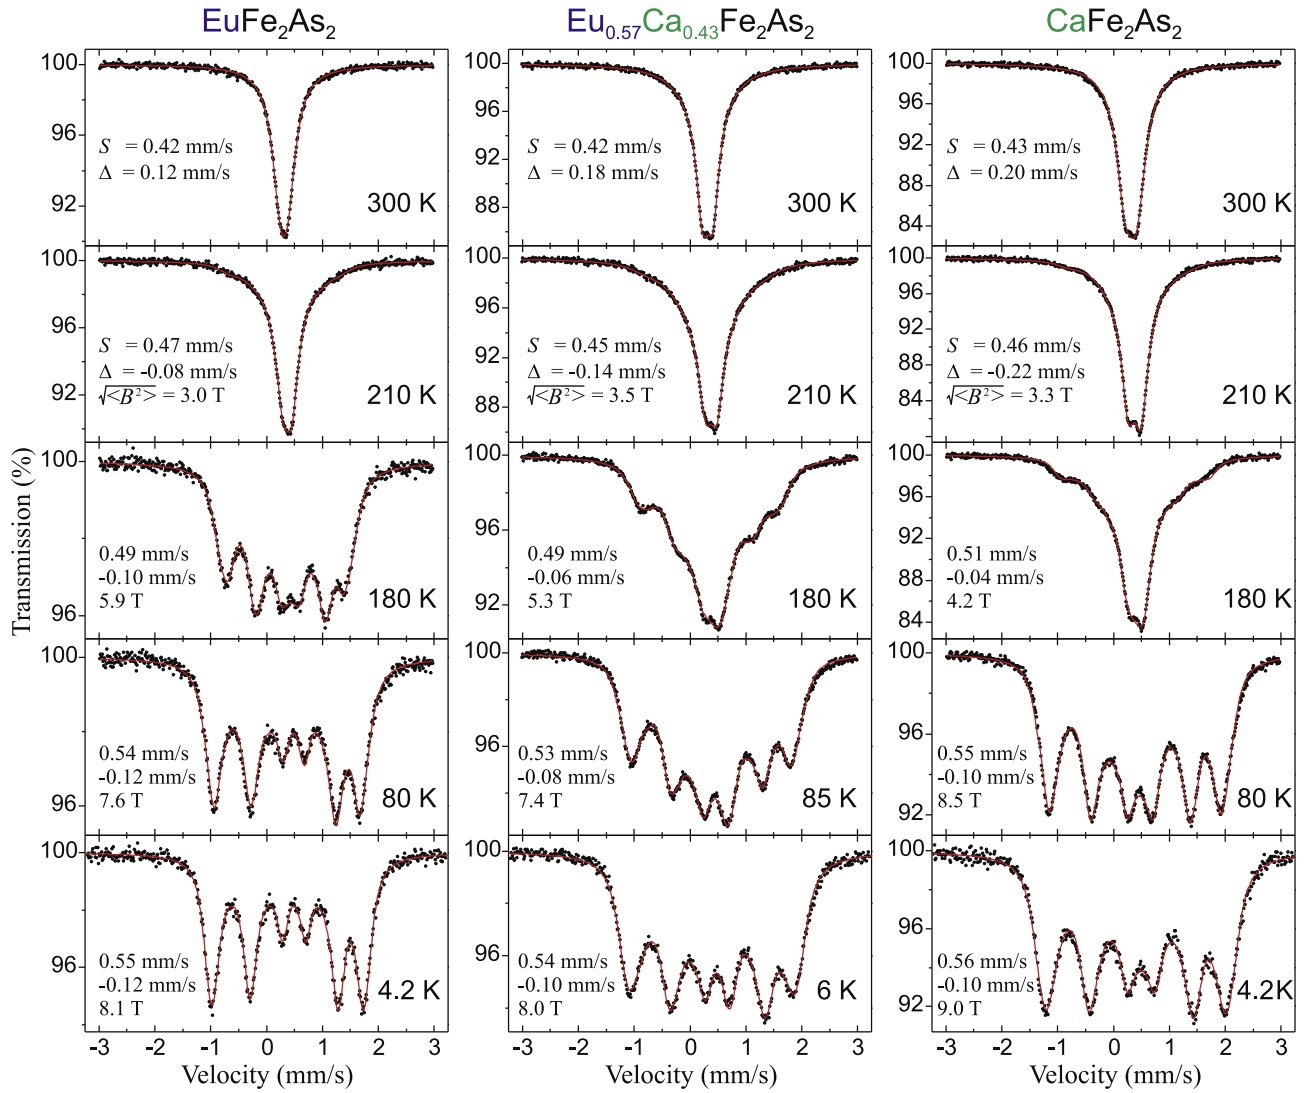 EuFe2As2
Eu0.57Ca0.43Fe2As2
CaFe2As2
Transmission (%)
100
96
92
S = 0.42 mm/s
Δ = 0.12 mm/s
300 K
100
96
92
88
S = 0.42 mm/s
Δ = 0.18 mm/s
300 K
100
96
92
88
84
S = 0.43 mm/s
Δ = 0.20 mm/s
300 K
100
96
92
S = 0.47 mm/s
Δ = -0.08 mm/s
√<B²> = 3.0 T
210 K
100
96
92
88
S = 0.45 mm/s
Δ = -0.14 mm/s
√<B²> = 3.5 T
210 K
100
96
92
88
84
80
S = 0.46 mm/s
Δ = -0.22 mm/s
√<B²> = 3.3 T
210 K
100
96
0.49 mm/s
-0.10 mm/s
5.9 T
180 K
100
96
92
0.49 mm/s
-0.06 mm/s
5.3 T
180 K
100
96
92
88
84
0.51 mm/s
-0.04 mm/s
4.2 T
180 K
100
96
0.54 mm/s
-0.12 mm/s
7.6 T
80 K
100
96
0.53 mm/s
-0.08 mm/s
7.4 T
85 K
100
96
92
0.55 mm/s
-0.10 mm/s
8.5 T
80 K
100
96
0.55 mm/s
-0.12 mm/s
8.1 T
4.2 K
100
96
0.54 mm/s
-0.10 mm/s
8.0 T
6 K
100
96
92
0.56 mm/s
-0.10 mm/s
9.0 T
4.2K
-3 -2 -1 0 1 2 3
-3 -2 -1 0 1 2 3
-3 -2 -1 0 1 2 3
Velocity (mm/s)
Velocity (mm/s)
Velocity (mm/s)